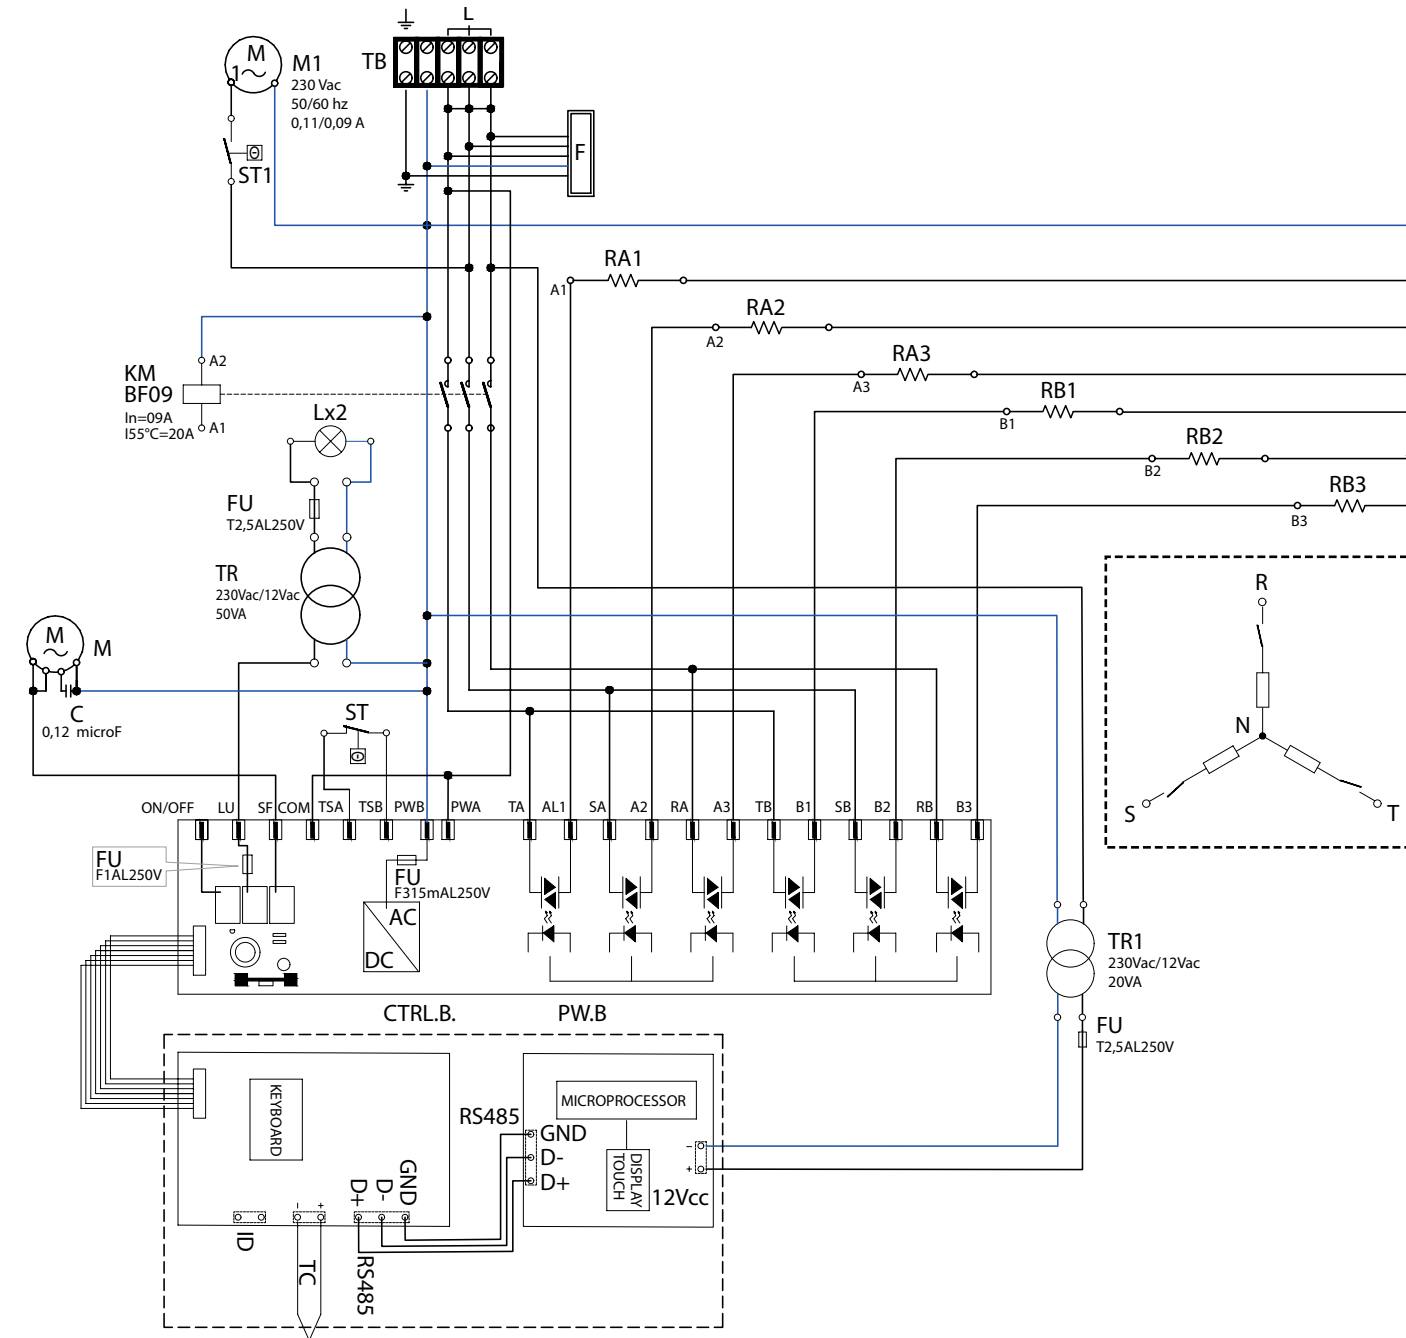 L
TB
M
1
M1
230 Vac
50/60 hz
0,11/0,09 A
ST1
F
RA1
A1
RA2
A2
RA3
A3
RB1
B1
RB2
B2
RB3
B3
A2
KM
BF09
In=09A
I55°C=20A
A1
Lx2
FU
T2,5AL250V
TR
230Vac/12Vac
50VA
M
M
C
0,12 microF
ST
R
N
S
T
ON/OFF LU SF COM TSA TSB PWB PWA TA AL1 SA A2 RA A3 TB B1 SB B2 RB B3
FU
F1AL250V
FU
F315mAL250V
AC
DC
TR1
230Vac/12Vac
20VA
FU
T2,5AL250V
CTRL.B. PW.B
KEYBOARD
MICROPROCESSOR
RS485
GND
D-
D+
DISPLAY
TOUCH
-
+
12Vcc
D+
D-
GND
- +
ID
TC
RS485